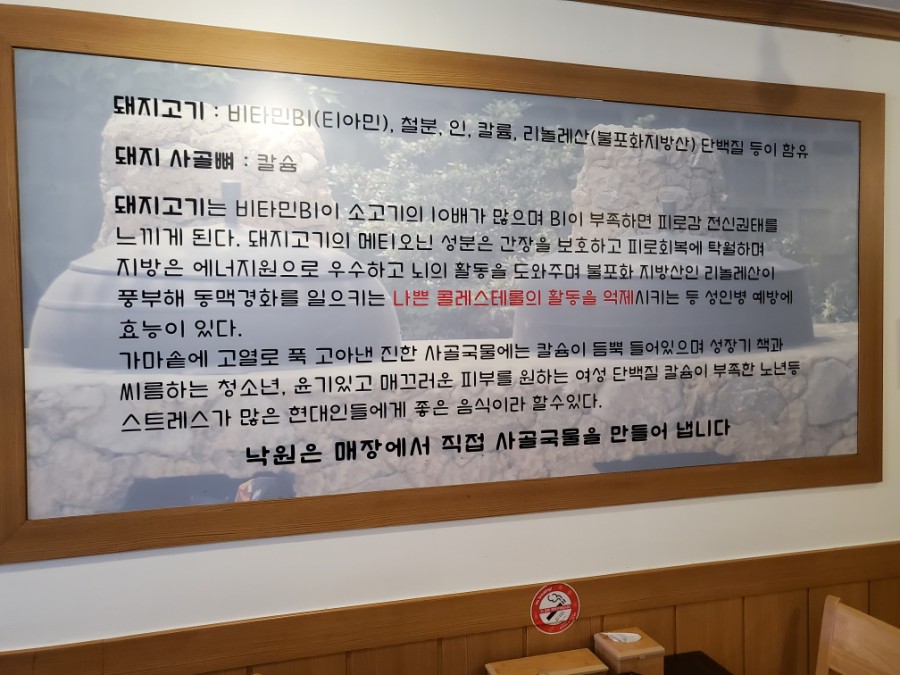 돼지고기 : 비타민B1(티아민), 철분, 인, 칼륨, 리놀레산(불포화지방산) 단백질 등이 함유
돼지 사골뼈 : 칼슘
돼지고기는 비타민B1이 소고기의 10배가 많으며 B1이 부족하면 피로감 전신권태를
느끼게 된다. 돼지고기의 메티오닌 성분은 간장을 보호하고 피로회복에 탁월하며
지방은 에너지원으로 우수하고 뇌의 활동을 도와주며 불포화 지방산인 리놀레산이
풍부해 동맥경화를 일으키는 나쁜 콜레스테롤의 활동을 억제시키는 등 성인병 예방에
효능이 있다.
가마솥에 고열로 푹 고아낸 진한 사골국물에는 칼슘이 듬뿍 들어있으며 성장기 책과
씨름하는 청소년, 윤기있고 매끄러운 피부를 원하는 여성 단백질 칼슘이 부족한 노년등
스트레스가 많은 현대인들에게 좋은 음식이라 할수있다.
낙원은 매장에서 직접 사골국물을 만들어 냅니다